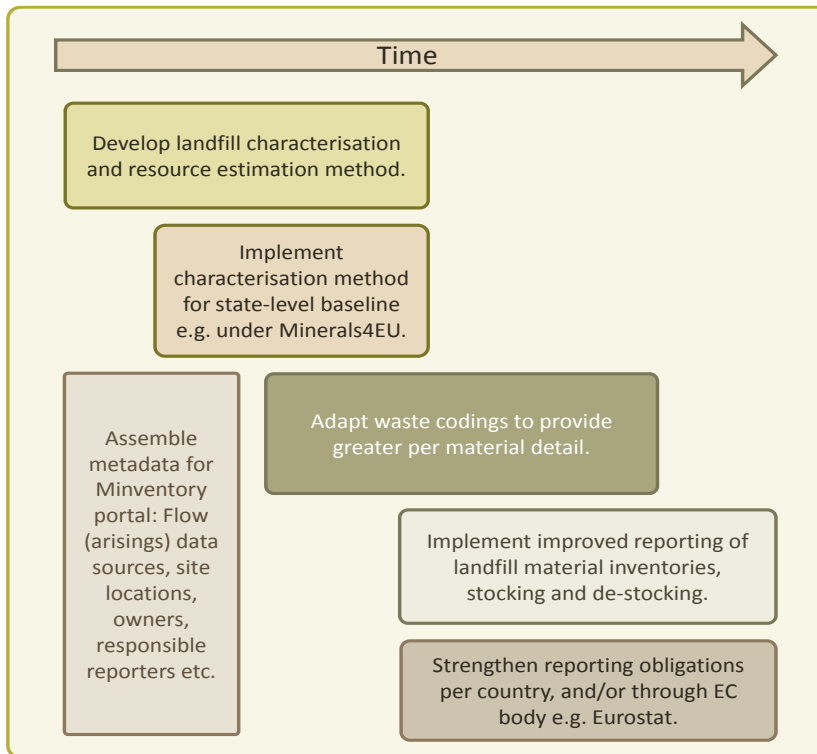 Time
Develop landfill characterisation
and resource estimation method.
Implement
characterisation method
for state-level baseline
e.g. under Minerals4EU.
Assemble
metadata for
Minventory
portal: Flow
(arisings) data
sources, site
locations,
owners,
responsible
reporters etc.
Adapt waste codings to provide
greater per material detail.
Implement improved reporting of
landfill material inventories,
stocking and de-stocking.
Strengthen reporting obligations
per country, and/or through EC
body e.g. Eurostat.